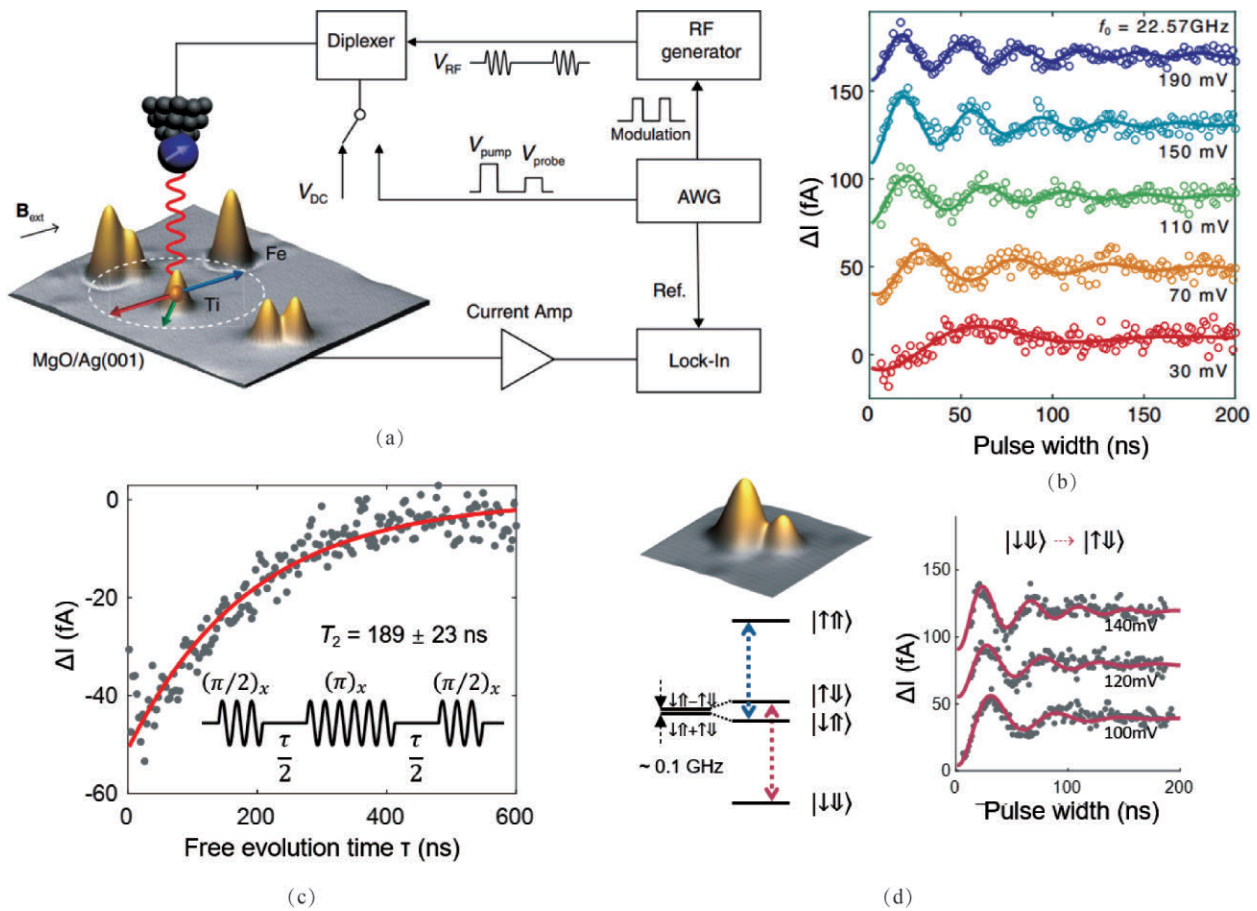 Diplexer
RF
generator
V_RF
Modulation
V_pump
V_probe
V_DC
AWG
B_ext
Fe
Ti
MgO/Ag(001)
Current Amp
Ref.
Lock-In
(a)
f₀ = 22.57GHz
190 mV
150 mV
110 mV
70 mV
30 mV
150
100
50
0
ΔI (fA)
0 50 100 150 200
Pulse width (ns)
(b)
0
-20
-40
-60
ΔI (fA)
T₂ = 189 ± 23 ns
(π/2)ₓ (π)ₓ (π/2)ₓ
τ/2 τ/2
0 200 400 600
Free evolution time τ (ns)
(c)
|↑⇑⟩
|↑⇓⟩
|↓⇑⟩
|↓⇓⟩
↓⇑−↑⇓
↓⇑+↑⇓
~ 0.1 GHz
|↓⇓⟩ ⇢ |↑⇓⟩
150
100
50
0
ΔI (fA)
140mV
120mV
100mV
0 100 200
Pulse width (ns)
(d)